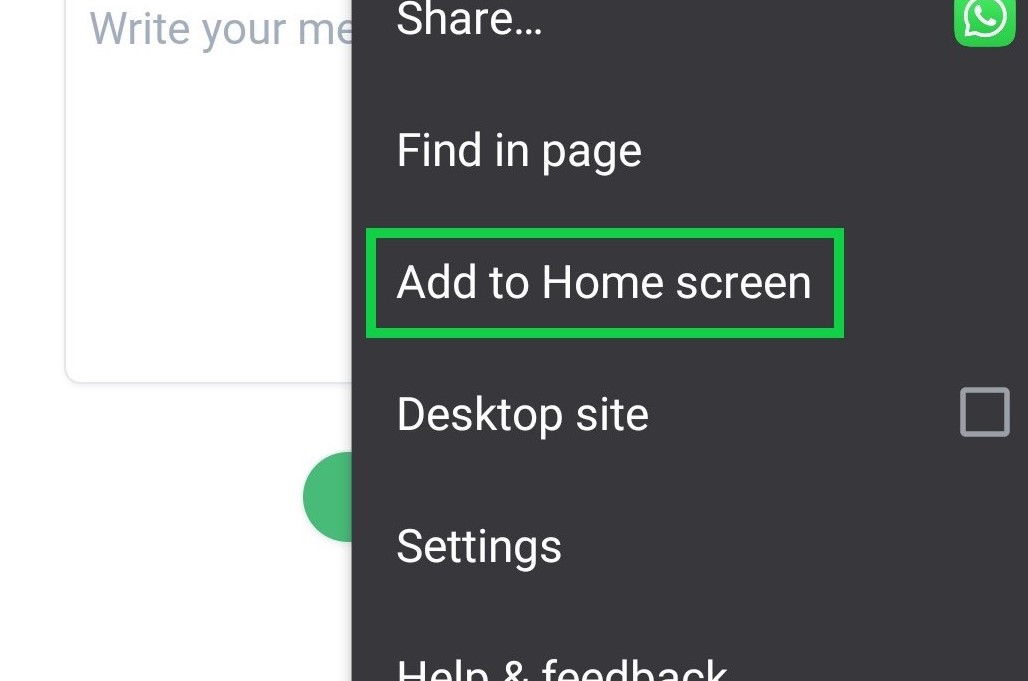 Write your me
Share...
Find in page
Add to Home screen
Desktop site
Settings
Help & feedback